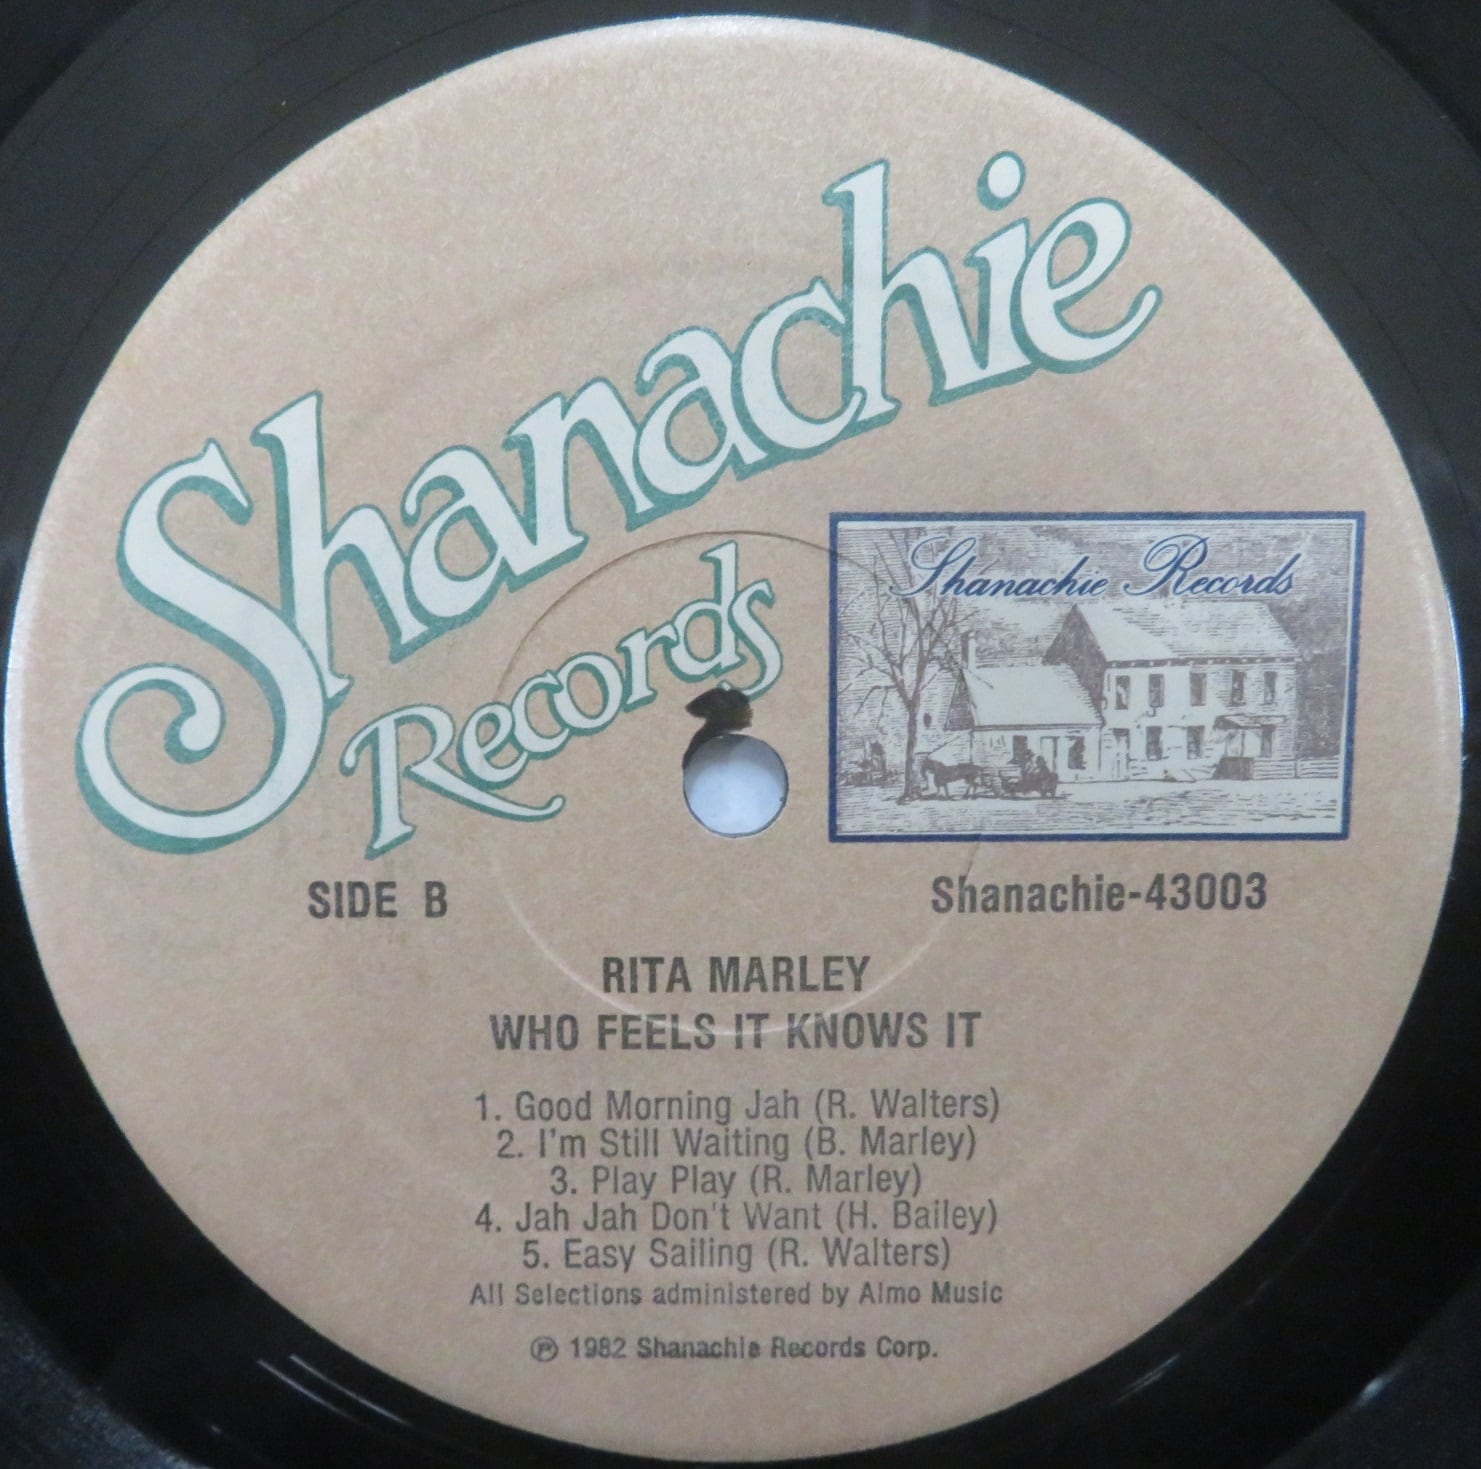 Shanachie
Records
Shanachie Records
SIDE B
Shanachie-43003
RITA MARLEY
WHO FEELS IT KNOWS IT
1. Good Morning Jah (R. Walters)
2. I'm Still Waiting (B. Marley)
3. Play Play (R. Marley)
4. Jah Jah Don't Want (H. Bailey)
5. Easy Sailing (R. Walters)
All Selections administered by Almo Music
℗ 1982 Shanachie Records Corp.